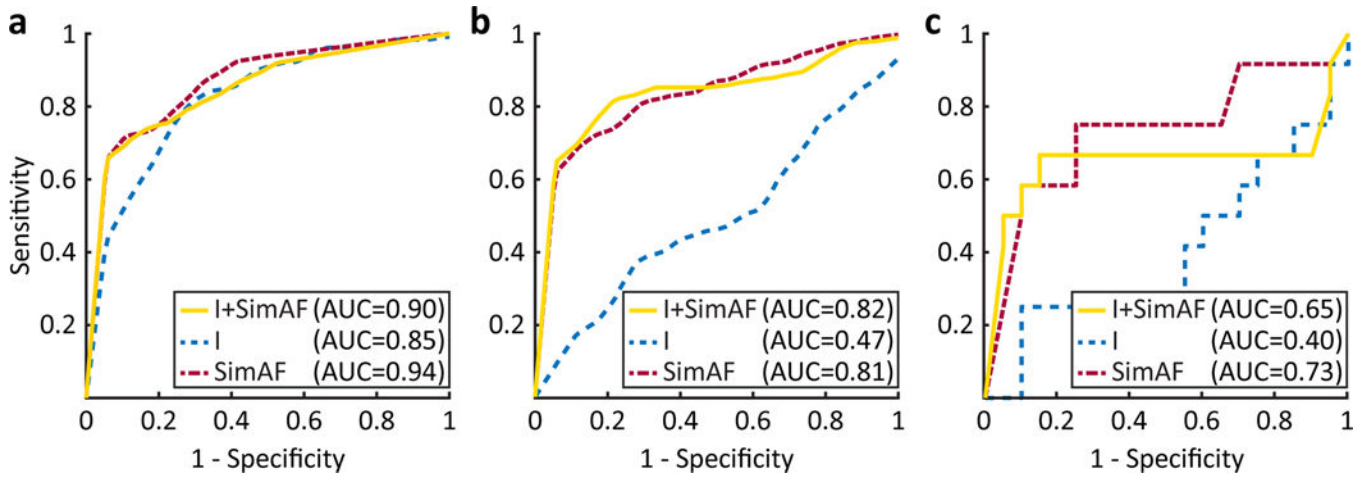 a
b
c
Sensitivity
1
0.8
0.6
0.4
0.2
0
0.2
0.4
0.6
0.8
1
1 - Specificity
I+SimAF (AUC=0.90)
I (AUC=0.85)
SimAF (AUC=0.94)
1
0.8
0.6
0.4
0.2
0
0.2
0.4
0.6
0.8
1
1 - Specificity
I+SimAF (AUC=0.82)
I (AUC=0.47)
SimAF (AUC=0.81)
1
0.8
0.6
0.4
0.2
0
0.2
0.4
0.6
0.8
1
1 - Specificity
I+SimAF (AUC=0.65)
I (AUC=0.40)
SimAF (AUC=0.73)